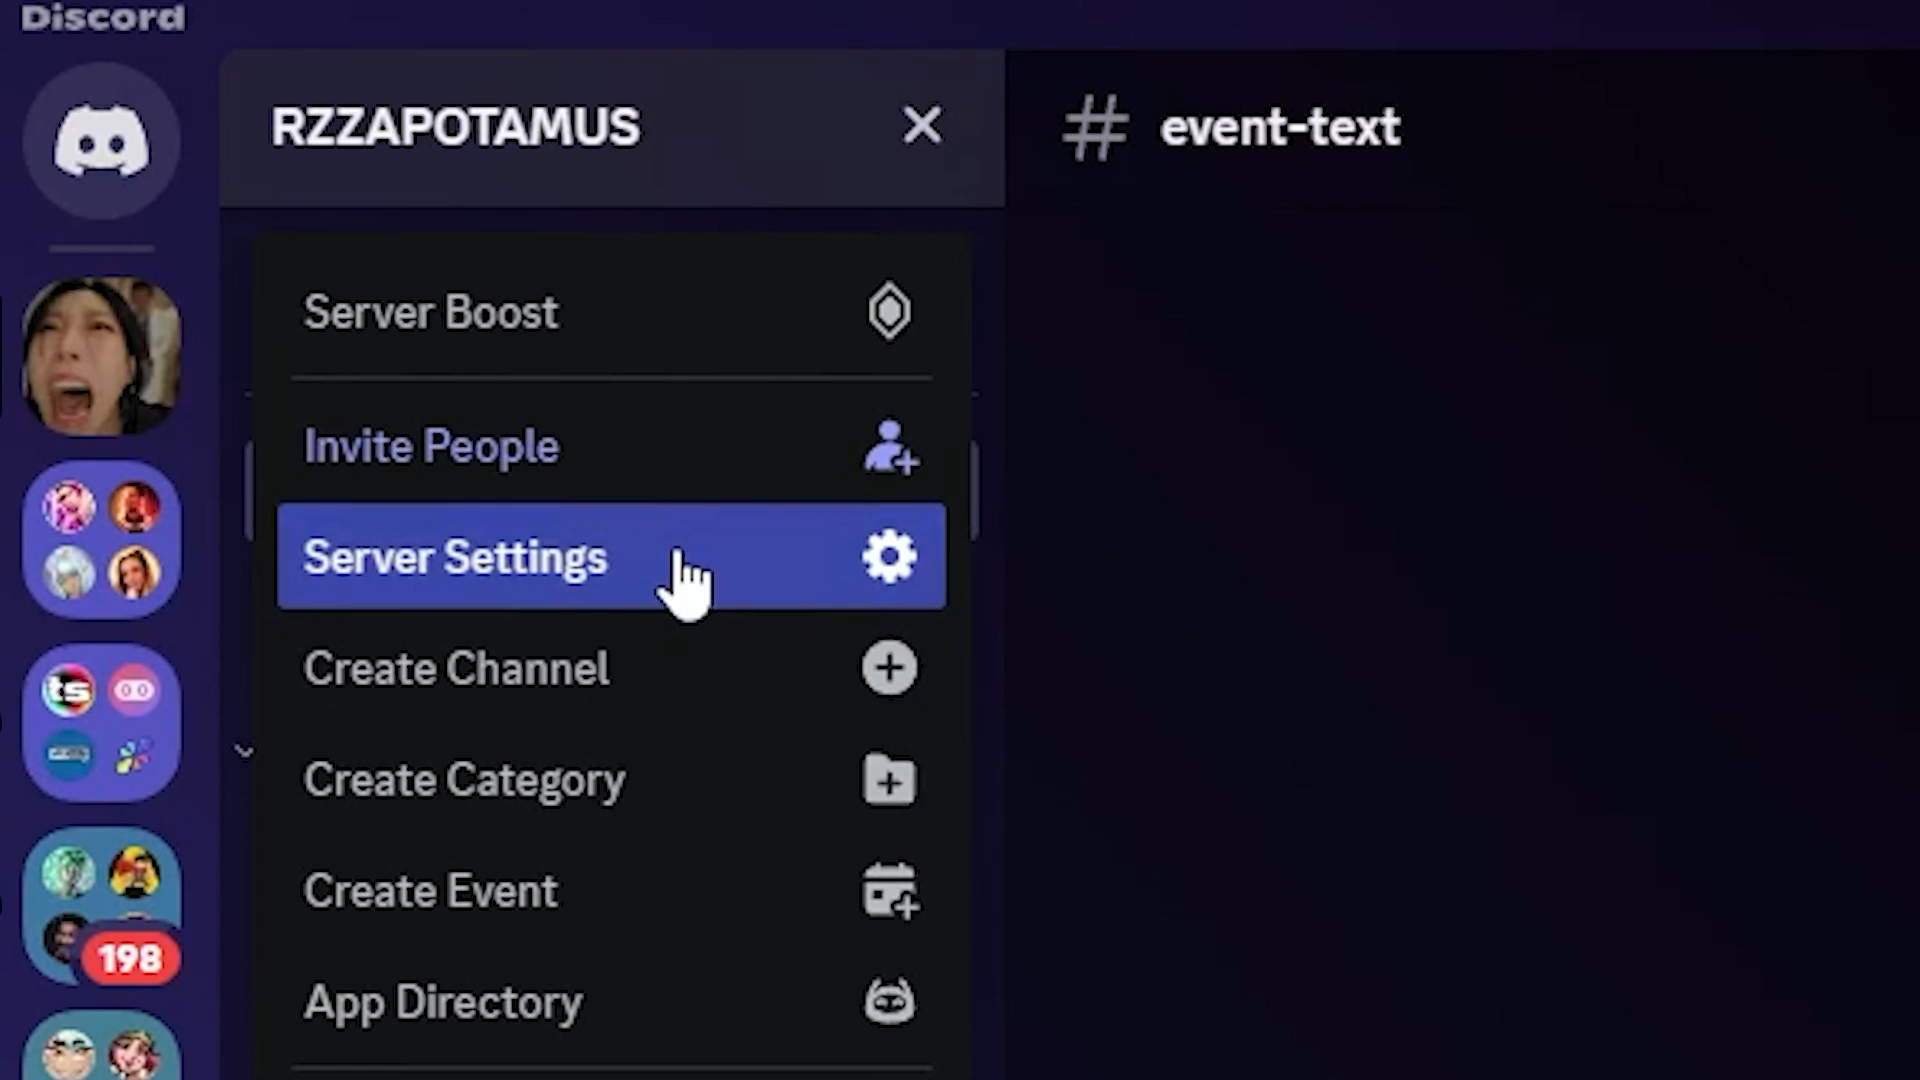 Discord
RZZAPOTAMUS
event-text
Server Boost
Invite People
Server Settings
Create Channel
Create Category
Create Event
App Directory
ts
198